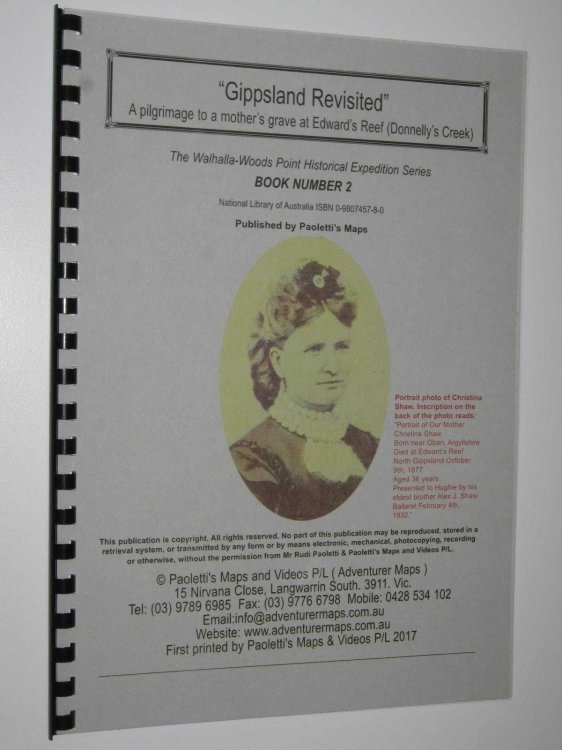 “Gippsland Revisited”
A pilgrimage to a mother's grave at Edward's Reef (Donnelly's Creek)
The Walhalla-Woods Point Historical Expedition Series
BOOK NUMBER 2
National Library of Australia ISBN 0-9807457-8-0
Published by Paoletti's Maps
Portrait photo of Christina
Shaw. Inscription on the
back of the photo reads:
“Portrait of Our Mother
Christina Shaw
Born near Oban, Argyllshire
Died at Edward's Reef
North Gippsland October
9th, 1877
Aged 36 years.
Presented to Hughie by his
eldest brother Alex J. Shaw
Ballarat February 4th,
1932.”
This publication is copyright. All rights reserved. No part of this publication may be reproduced, stored in a
retrieval system, or transmitted by any form or by means electronic, mechanical, photocopying, recording
or otherwise, without the permission from Mr Rudi Paoletti & Paoletti's Maps and Videos P/L.
© Paoletti's Maps and Videos P/L ( Adventurer Maps )
15 Nirvana Close, Langwarrin South. 3911. Vic.
Tel: (03) 9789 6985 Fax: (03) 9776 6798 Mobile: 0428 534 102
Email:info@adventurermaps.com.au
Website: www.adventurermaps.com.au
First printed by Paoletti's Maps & Videos P/L 2017